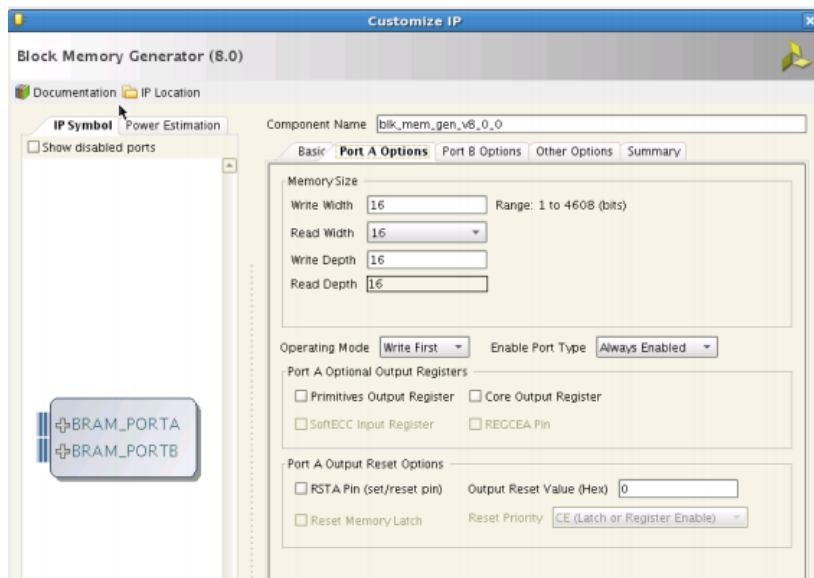 Customize IP
Block Memory Generator (8.0)
Documentation IP Location
IP Symbol Power Estimation
Show disabled ports
BRAM_PORTA
BRAM_PORTB
Component Name blk_mem_gen_v8_0_0
Basic Port A Options Port B Options Other Options Summary
Memory Size
Write Width 16 Range: 1 to 4608 (bits)
Read Width 16
Write Depth 16
Read Depth 16
Operating Mode Write First Enable Port Type Always Enabled
Port A Optional Output Registers
Primitives Output Register Core Output Register
SoftECC Input Register REGCEA Pin
Port A Output Reset Options
RSTA Pin (set/reset pin) Output Reset Value (Hex) 0
Reset Memory Latch Reset Priority CE (Latch or Register Enable)